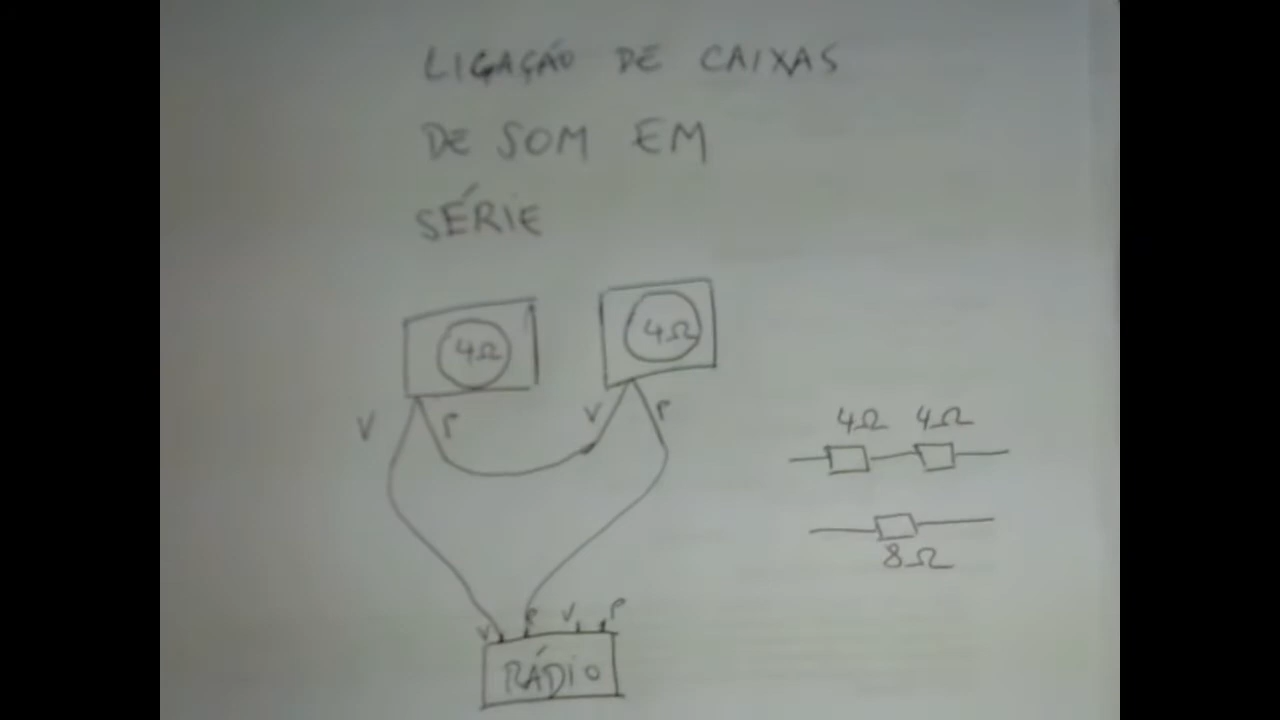 LIGAÇÃO DE CAIXAS
DE SOM EM
SÉRIE
4Ω
4Ω
V P V P
4Ω 4Ω
8Ω
V P V P
RÁDIO